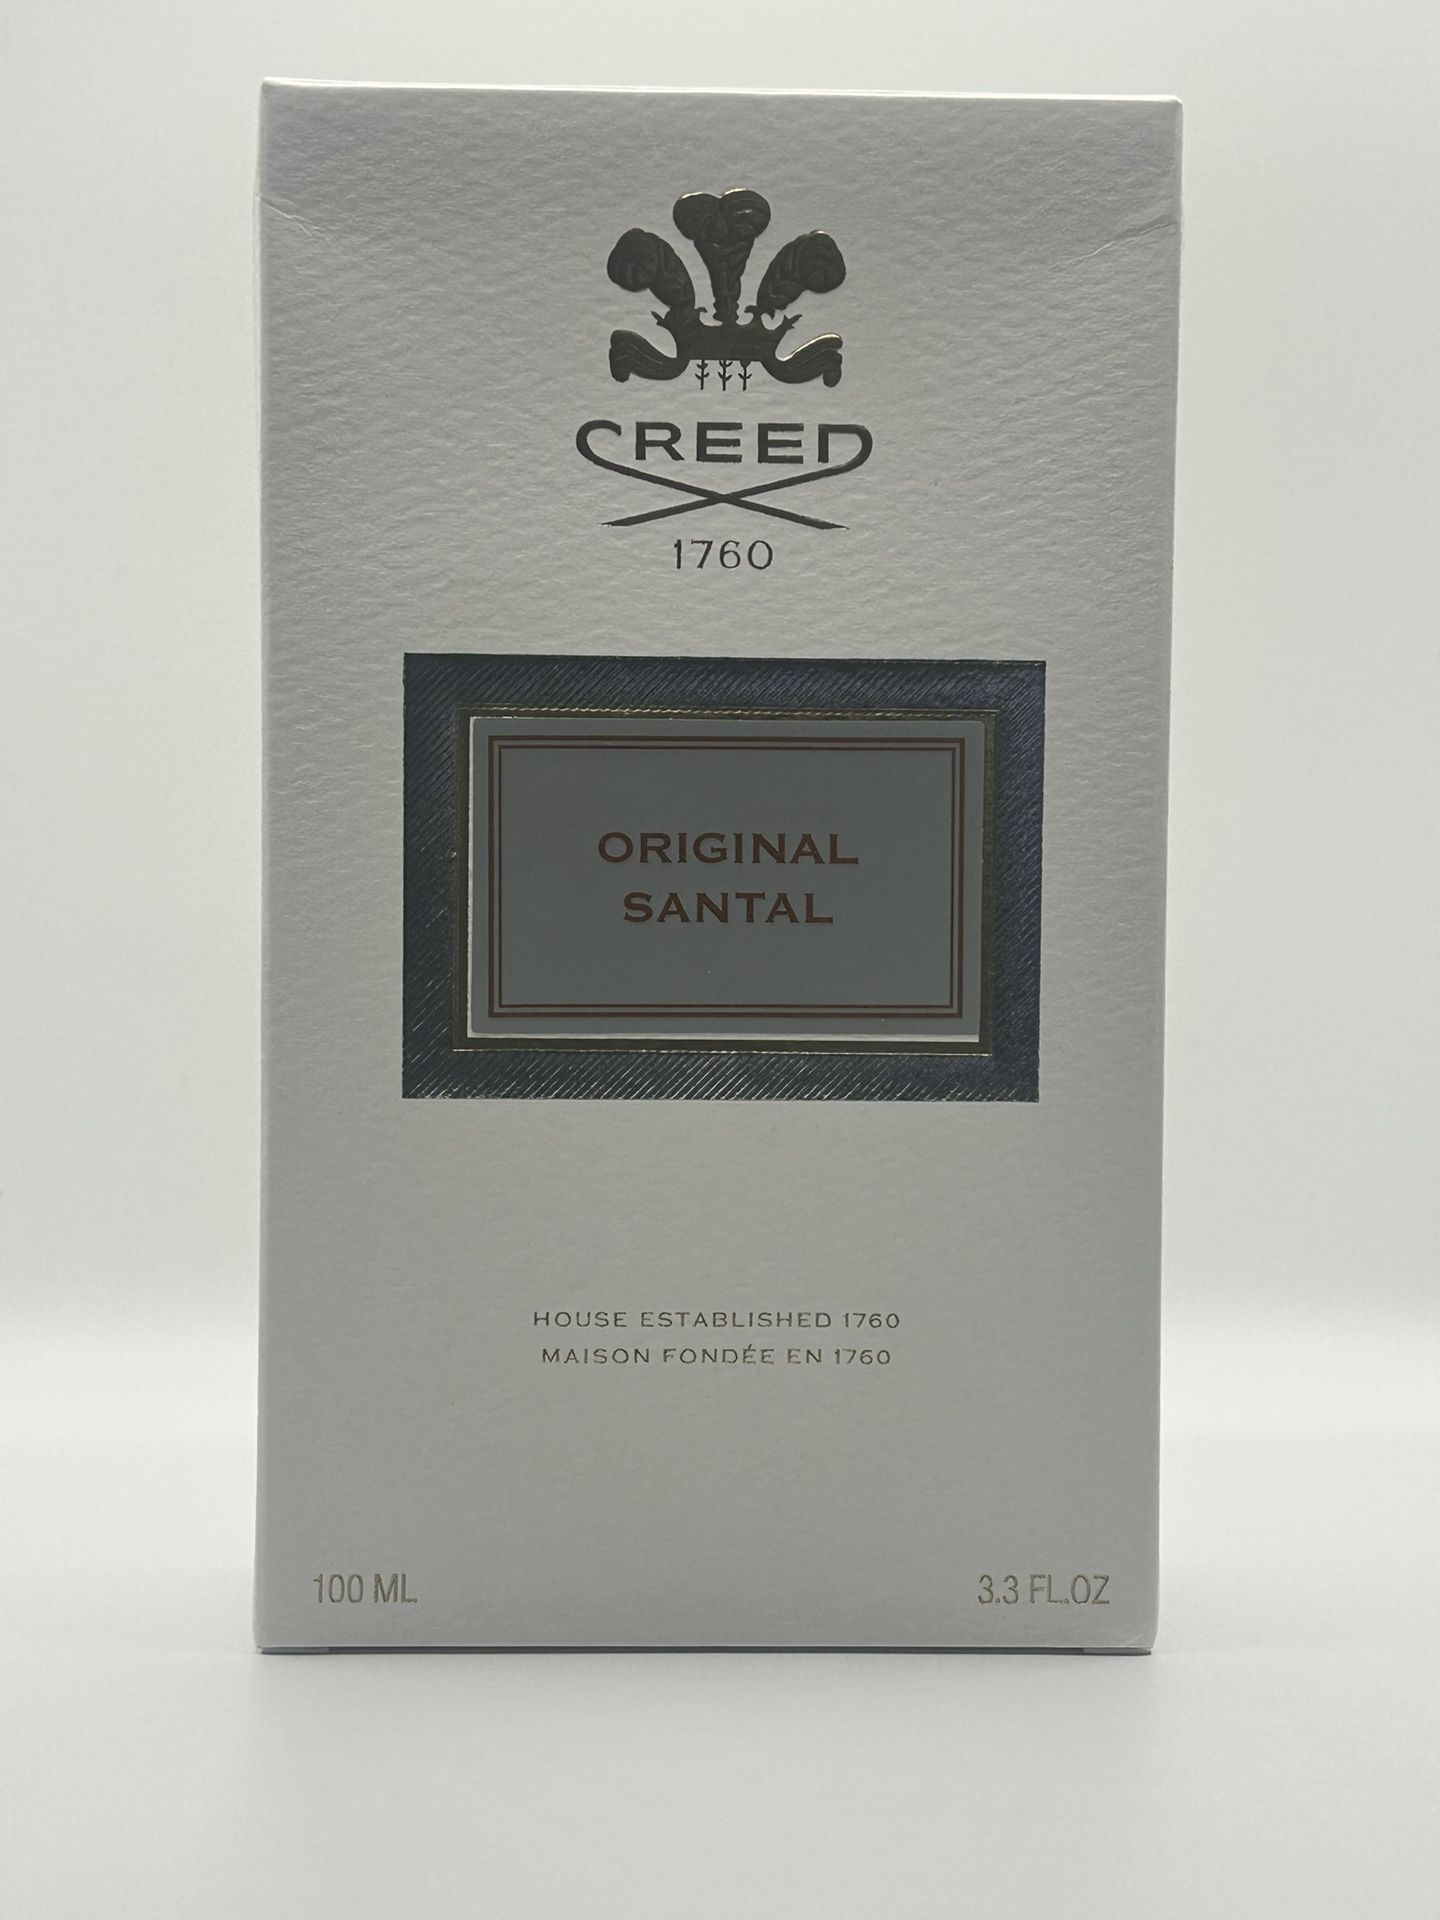 CREED
1760
ORIGINAL
SANTAL
HOUSE ESTABLISHED 1760
MAISON FONDÉE EN 1760
100 ML
3.3 FL.OZ